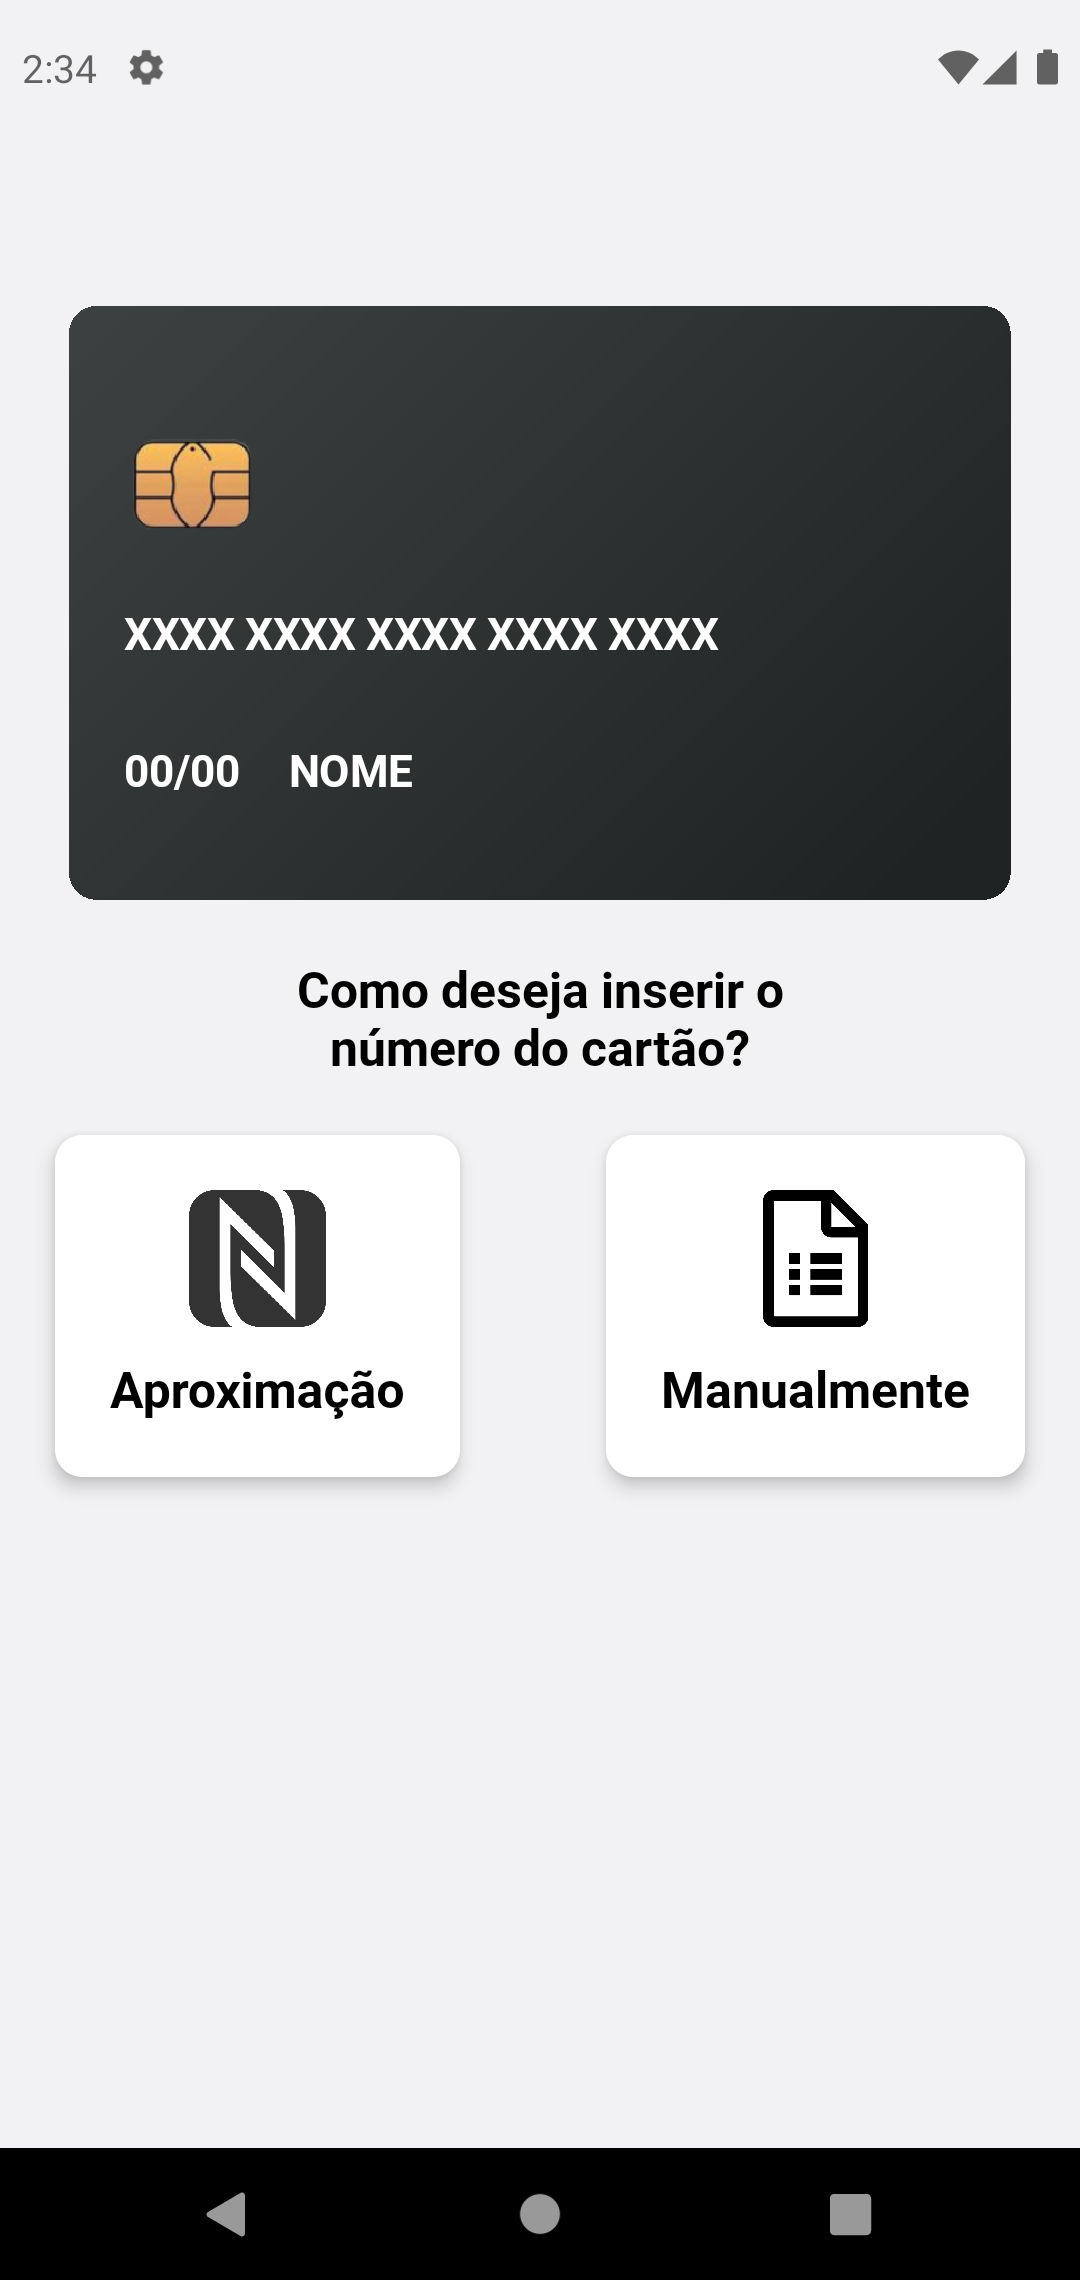 2:34
XXXX XXXX XXXX XXXX XXXX
00/00 NOME
Como deseja inserir o
número do cartão?
Aproximação
Manualmente